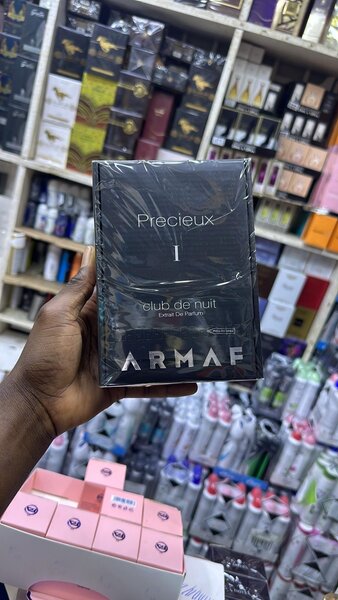 Precieux
I
club de nuit
Extrait De Parfum
ARMAF